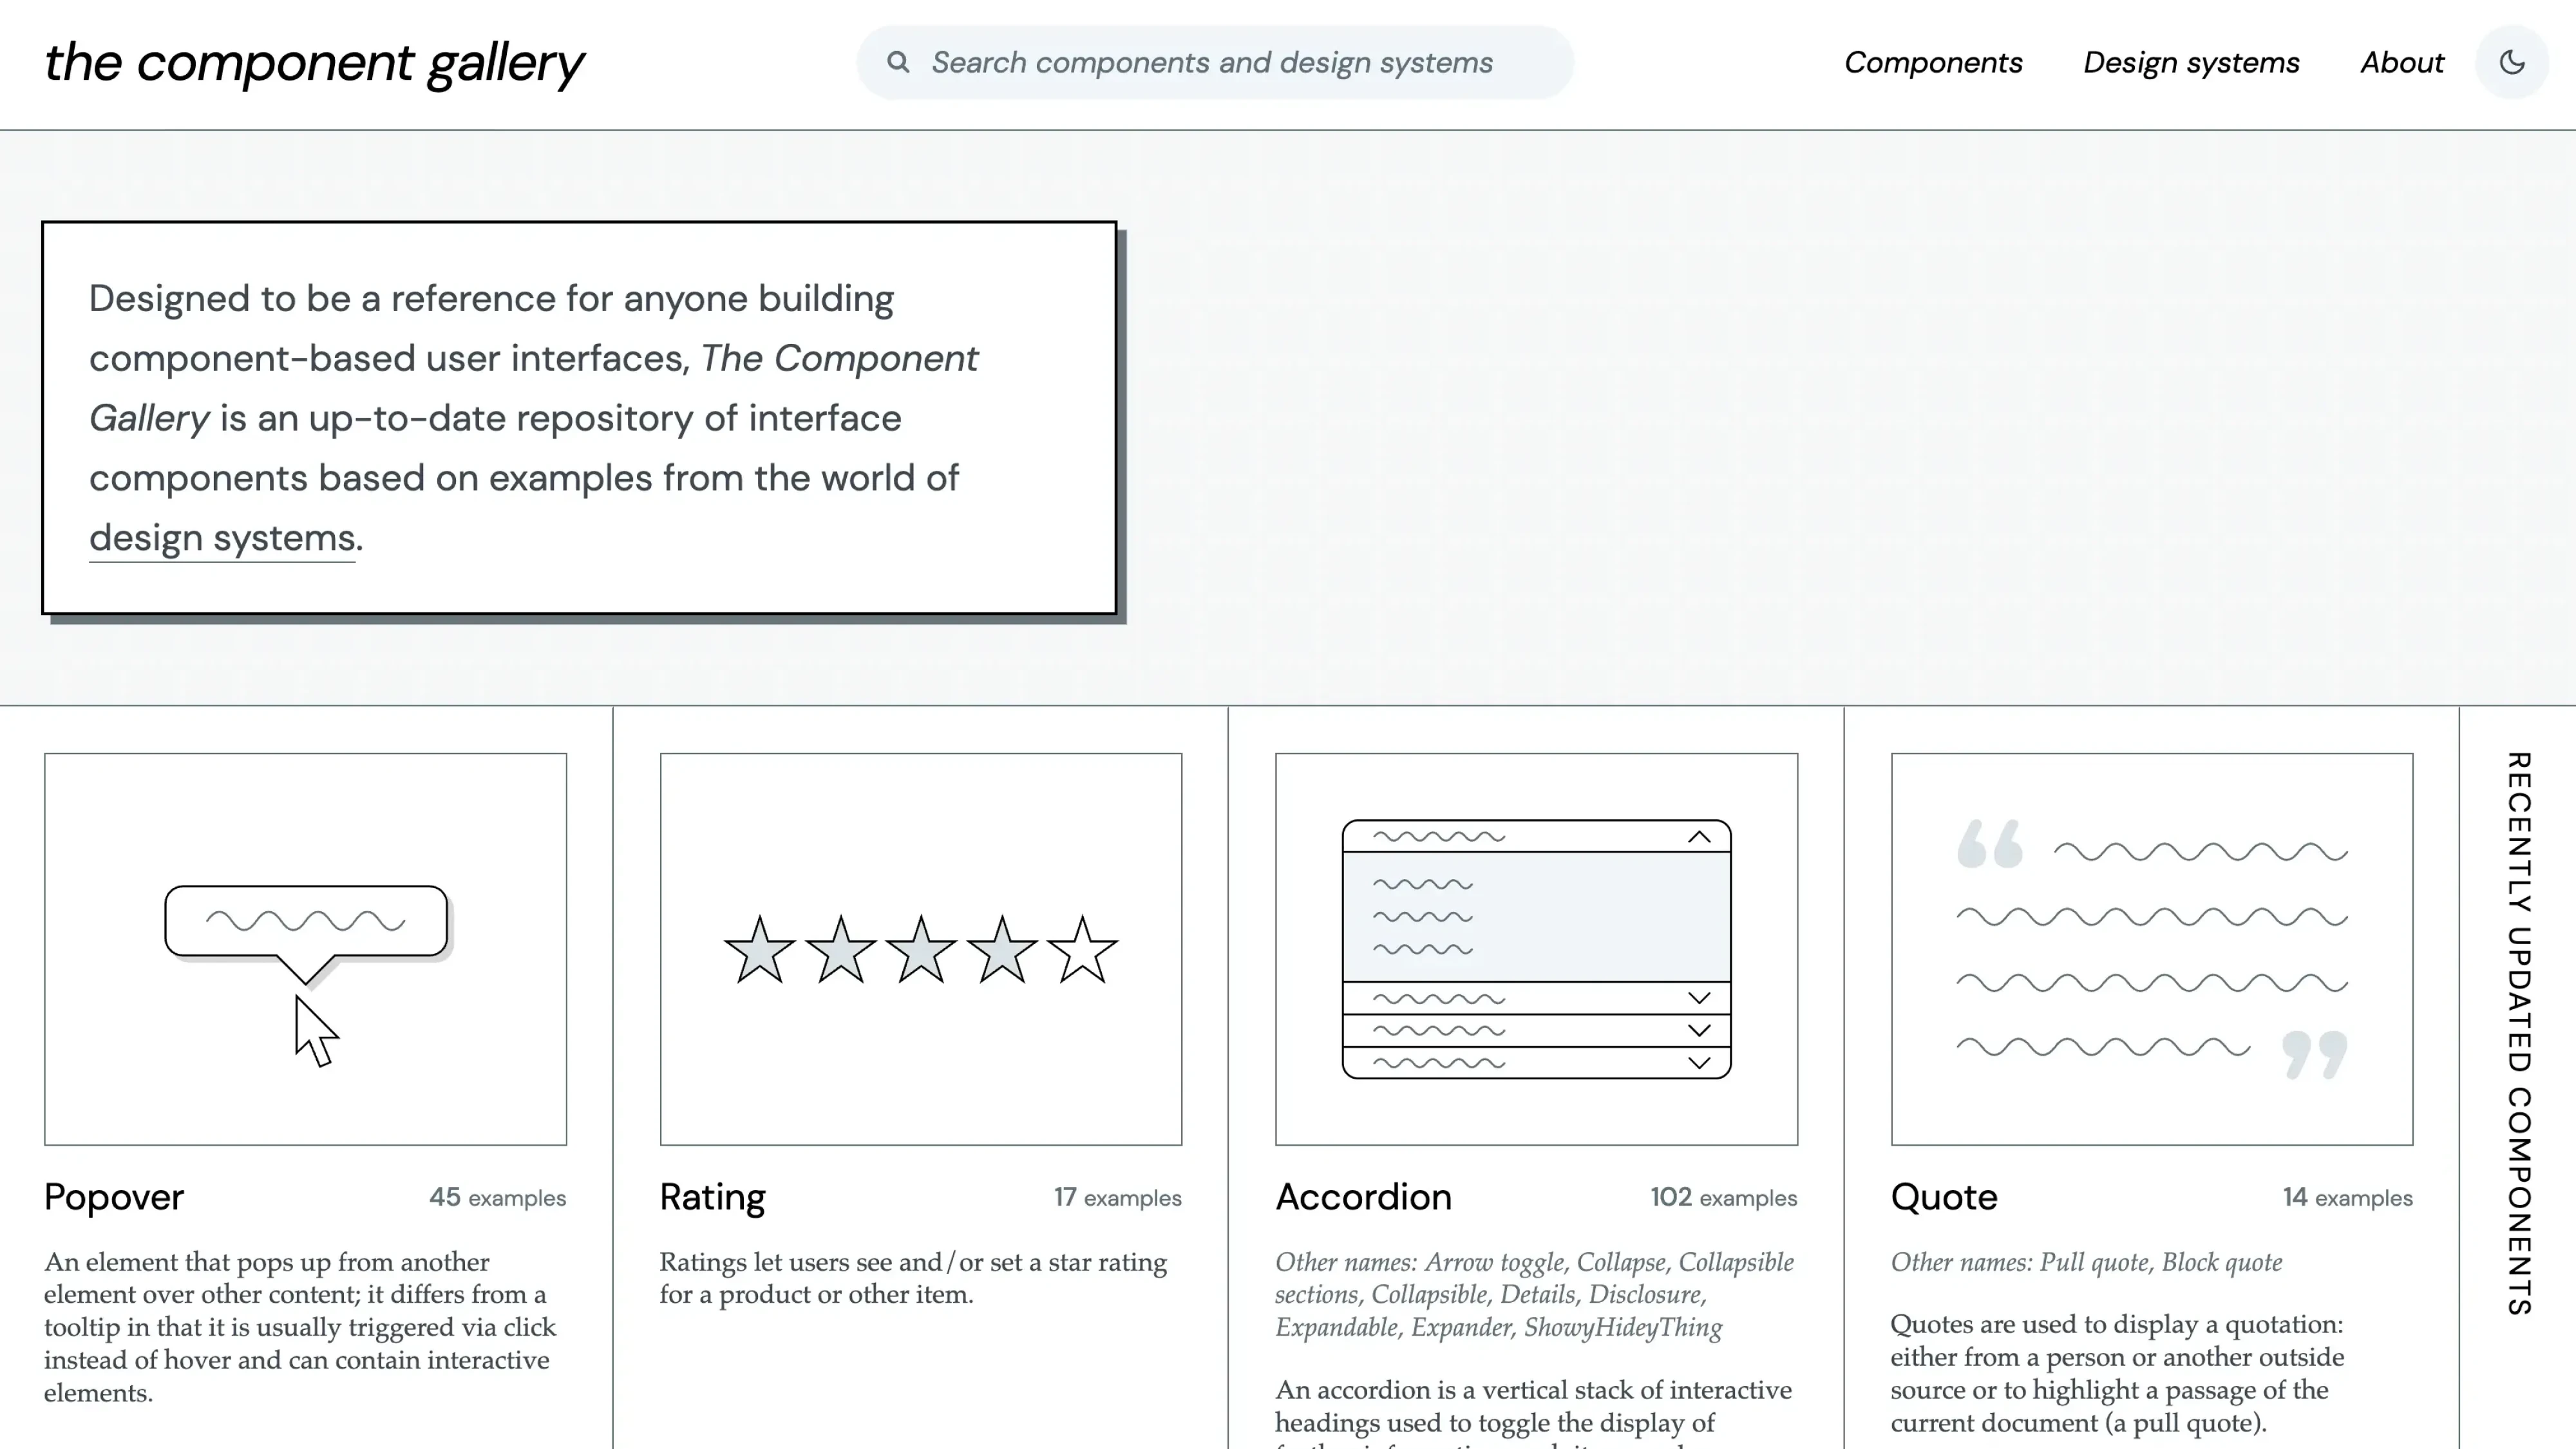 the component gallery
Search components and design systems
Components
Design systems
About
Designed to be a reference for anyone building
component-based user interfaces, The Component
Gallery is an up-to-date repository of interface
components based on examples from the world of
design systems.
Popover
45 examples
An element that pops up from another
element over other content; it differs from a
tooltip in that it is usually triggered via click
instead of hover and can contain interactive
elements.
Rating
17 examples
Ratings let users see and/or set a star rating
for a product or other item.
Accordion
102 examples
Other names: Arrow toggle, Collapse, Collapsible
sections, Collapsible, Details, Disclosure,
Expandable, Expander, ShowyHideyThing
An accordion is a vertical stack of interactive
headings used to toggle the display of
Quote
14 examples
Other names: Pull quote, Block quote
Quotes are used to display a quotation:
either from a person or another outside
source or to highlight a passage of the
current document (a pull quote).
RECENTLY UPDATED COMPONENTS